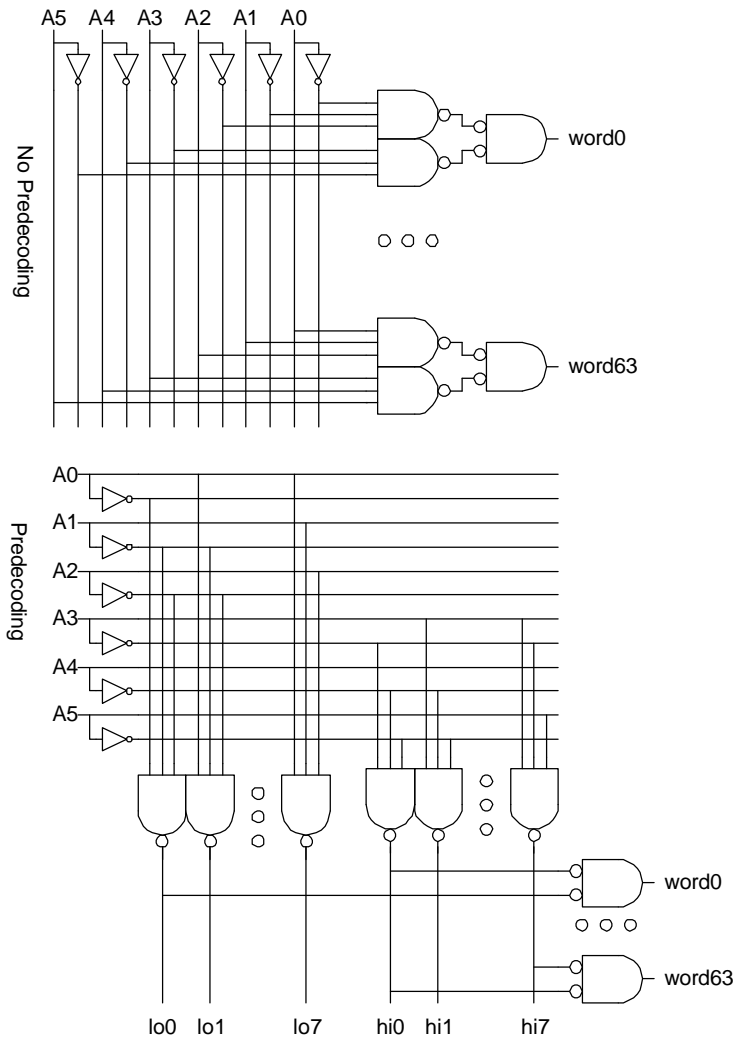 A5 A4 A3 A2 A1 A0
No Predecoding
word0
word63
Predecoding
A0
A1
A2
A3
A4
A5
word0
word63
lo0 lo1 lo7 hi0 hi1 hi7